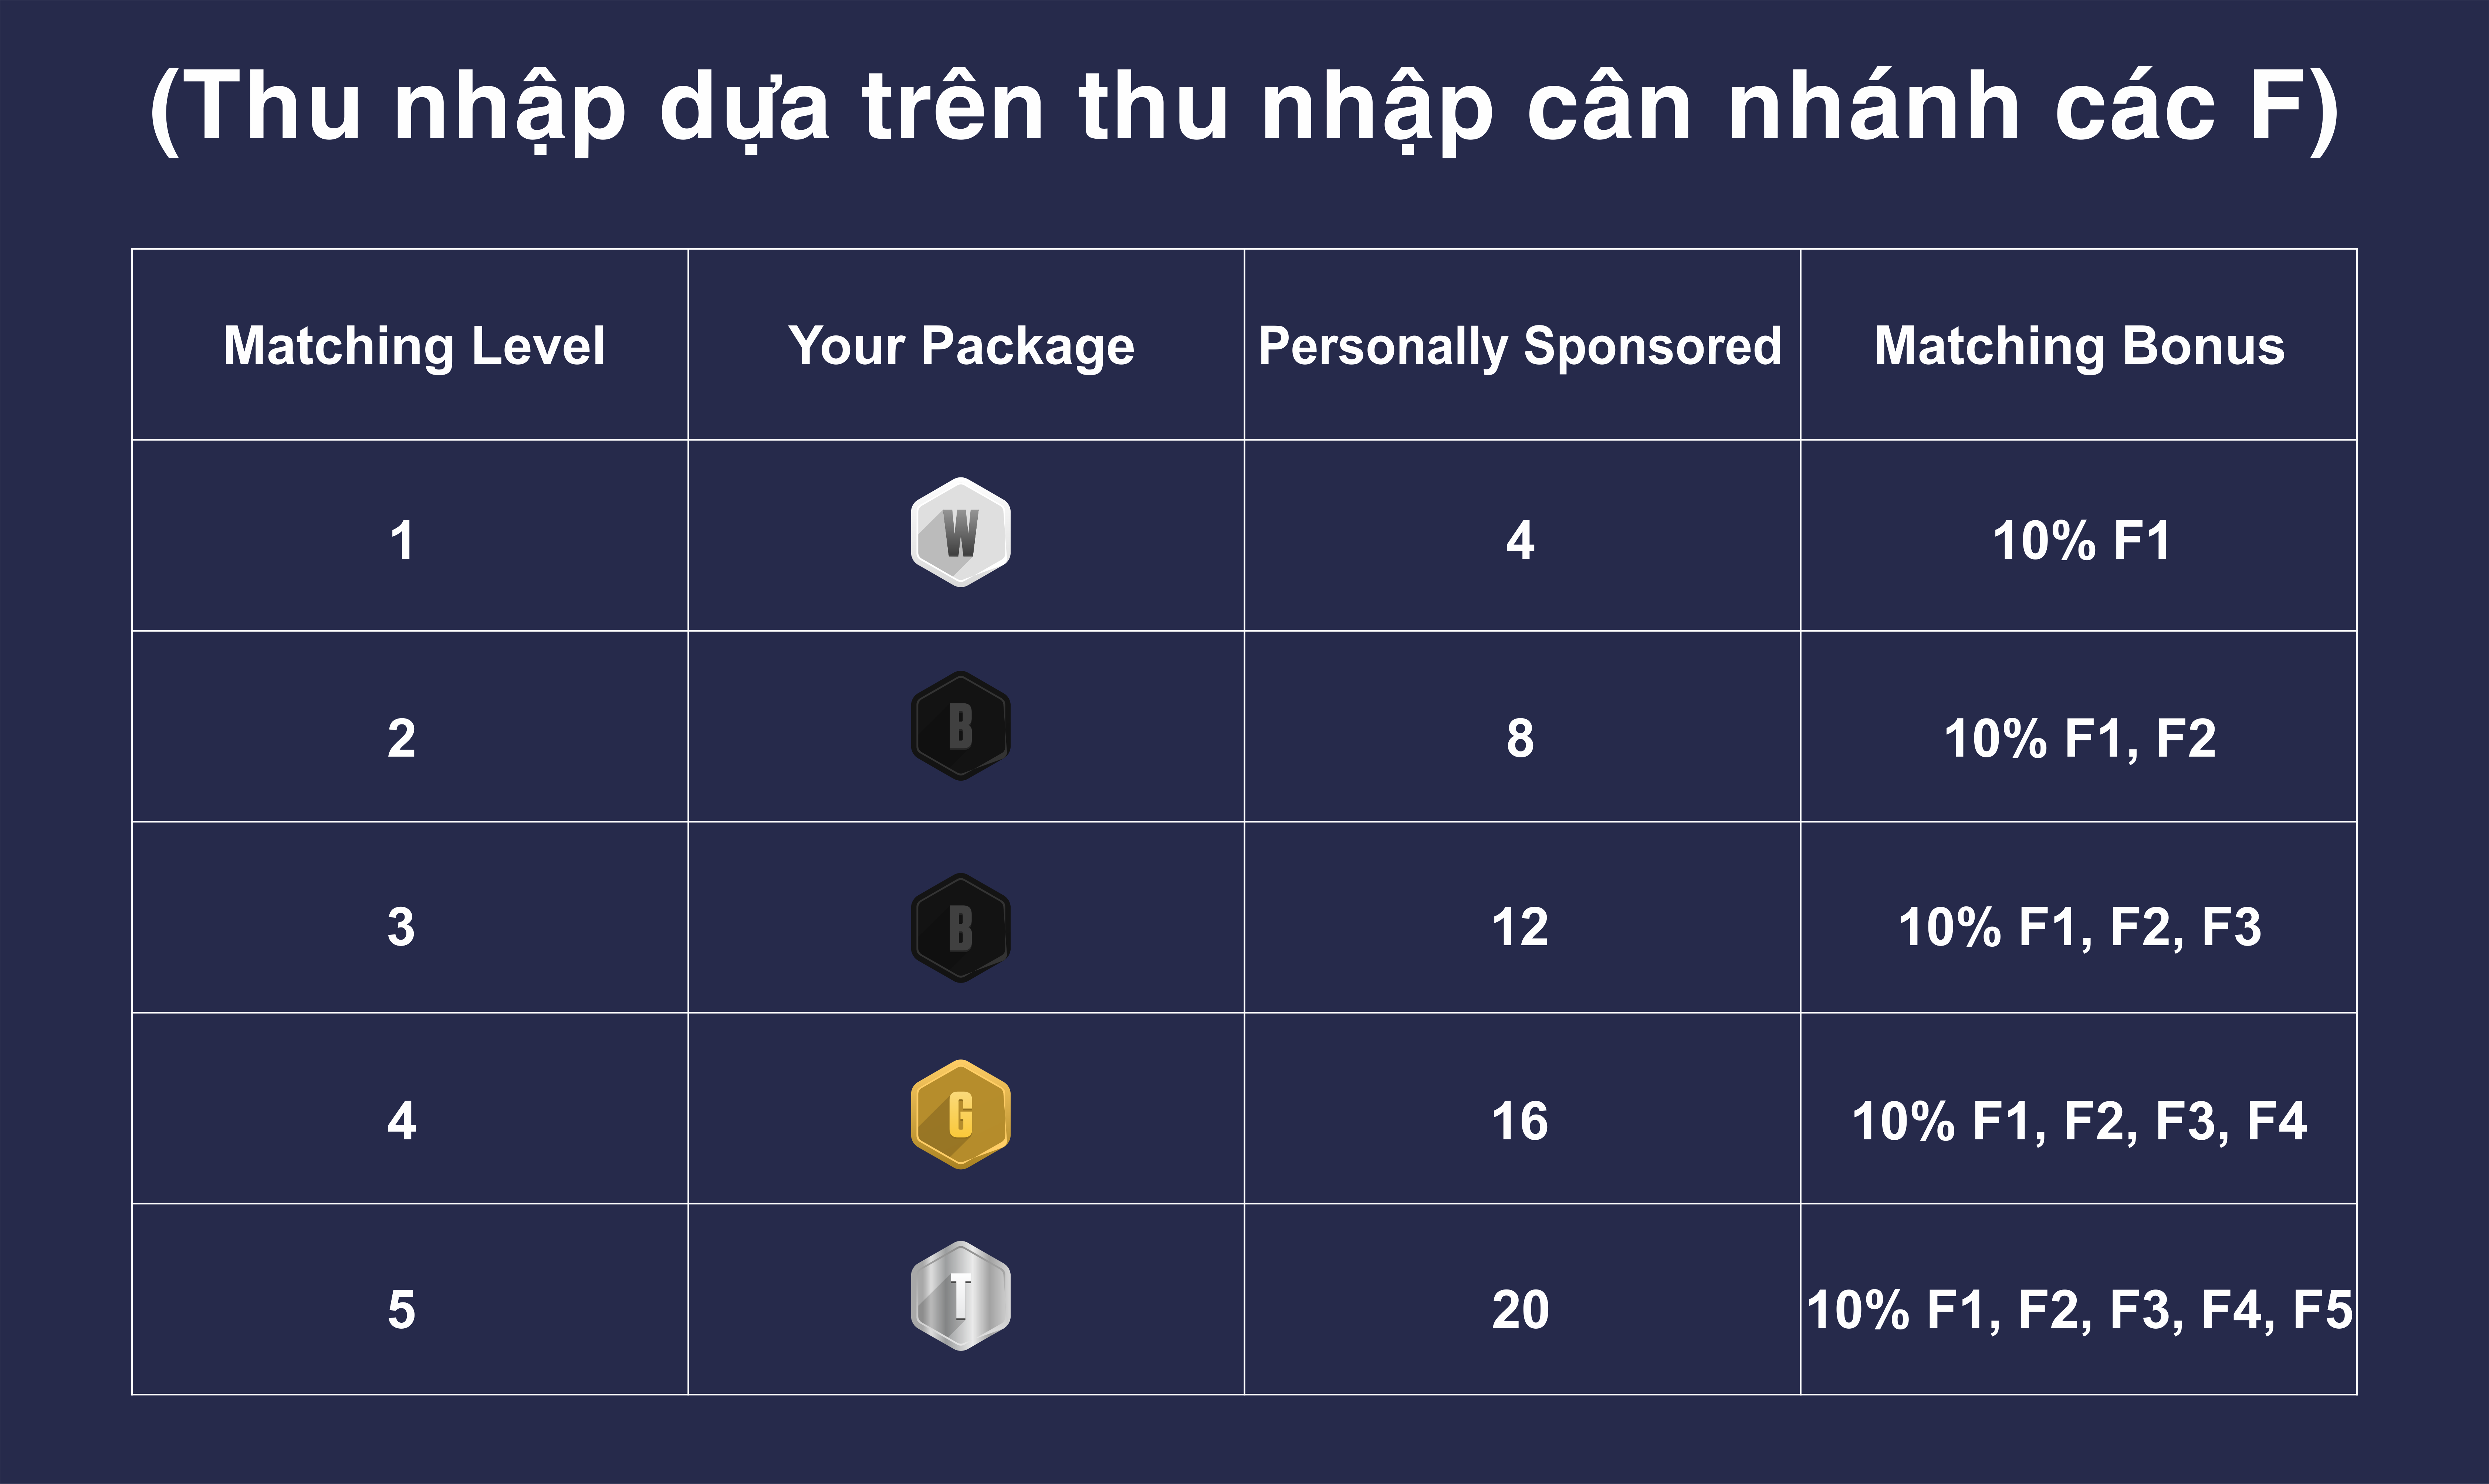 (Thu nhập dựa trên thu nhập cân nhánh các F)
Matching Level Your Package Personally Sponsored Matching Bonus
1 W 4 10% F1
2 B 8 10% F1, F2
3 B 12 10% F1, F2, F3
4 G 16 10% F1, F2, F3, F4
5 T 20 10% F1, F2, F3, F4, F5